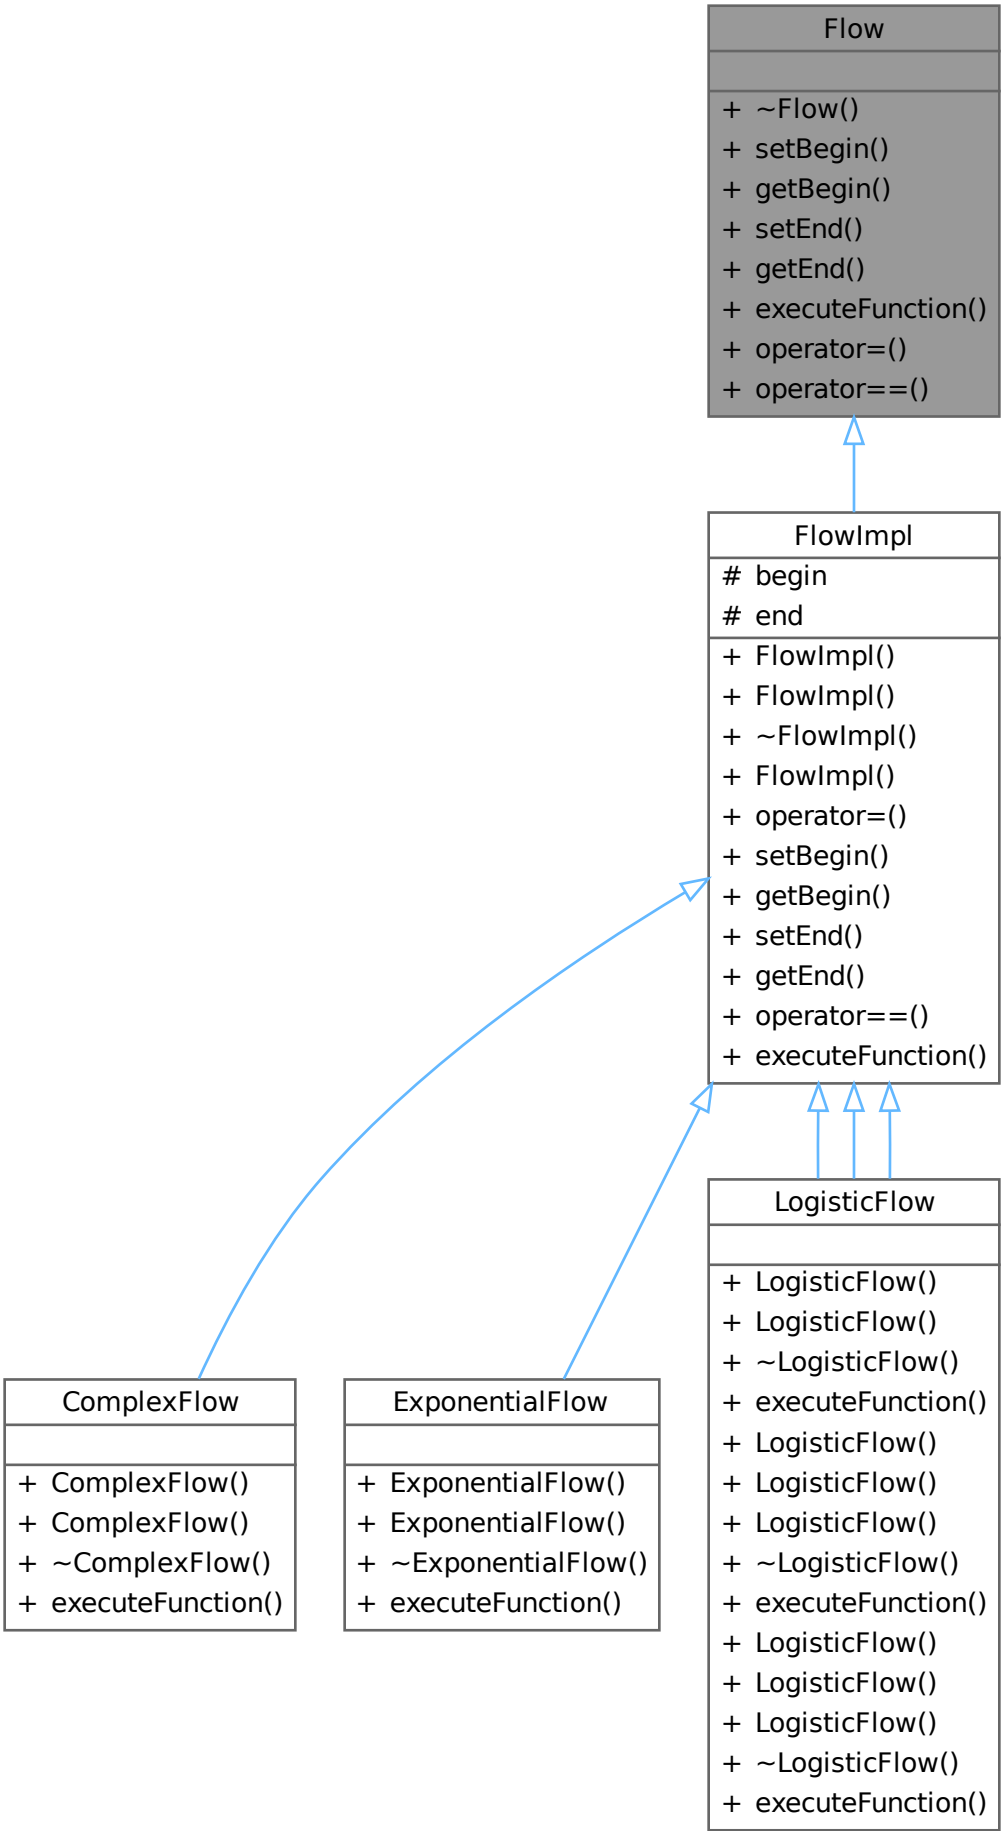 Flow
+ ~Flow()
+ setBegin()
+ getBegin()
+ setEnd()
+ getEnd()
+ executeFunction()
+ operator=()
+ operator==()
FlowImpl
# begin
# end
+ FlowImpl()
+ FlowImpl()
+ ~FlowImpl()
+ FlowImpl()
+ operator=()
+ setBegin()
+ getBegin()
+ setEnd()
+ getEnd()
+ operator==()
+ executeFunction()
ComplexFlow
+ ComplexFlow()
+ ComplexFlow()
+ ~ComplexFlow()
+ executeFunction()
ExponentialFlow
+ ExponentialFlow()
+ ExponentialFlow()
+ ~ExponentialFlow()
+ executeFunction()
LogisticFlow
+ LogisticFlow()
+ LogisticFlow()
+ ~LogisticFlow()
+ executeFunction()
+ LogisticFlow()
+ LogisticFlow()
+ LogisticFlow()
+ ~LogisticFlow()
+ executeFunction()
+ LogisticFlow()
+ LogisticFlow()
+ LogisticFlow()
+ ~LogisticFlow()
+ executeFunction()